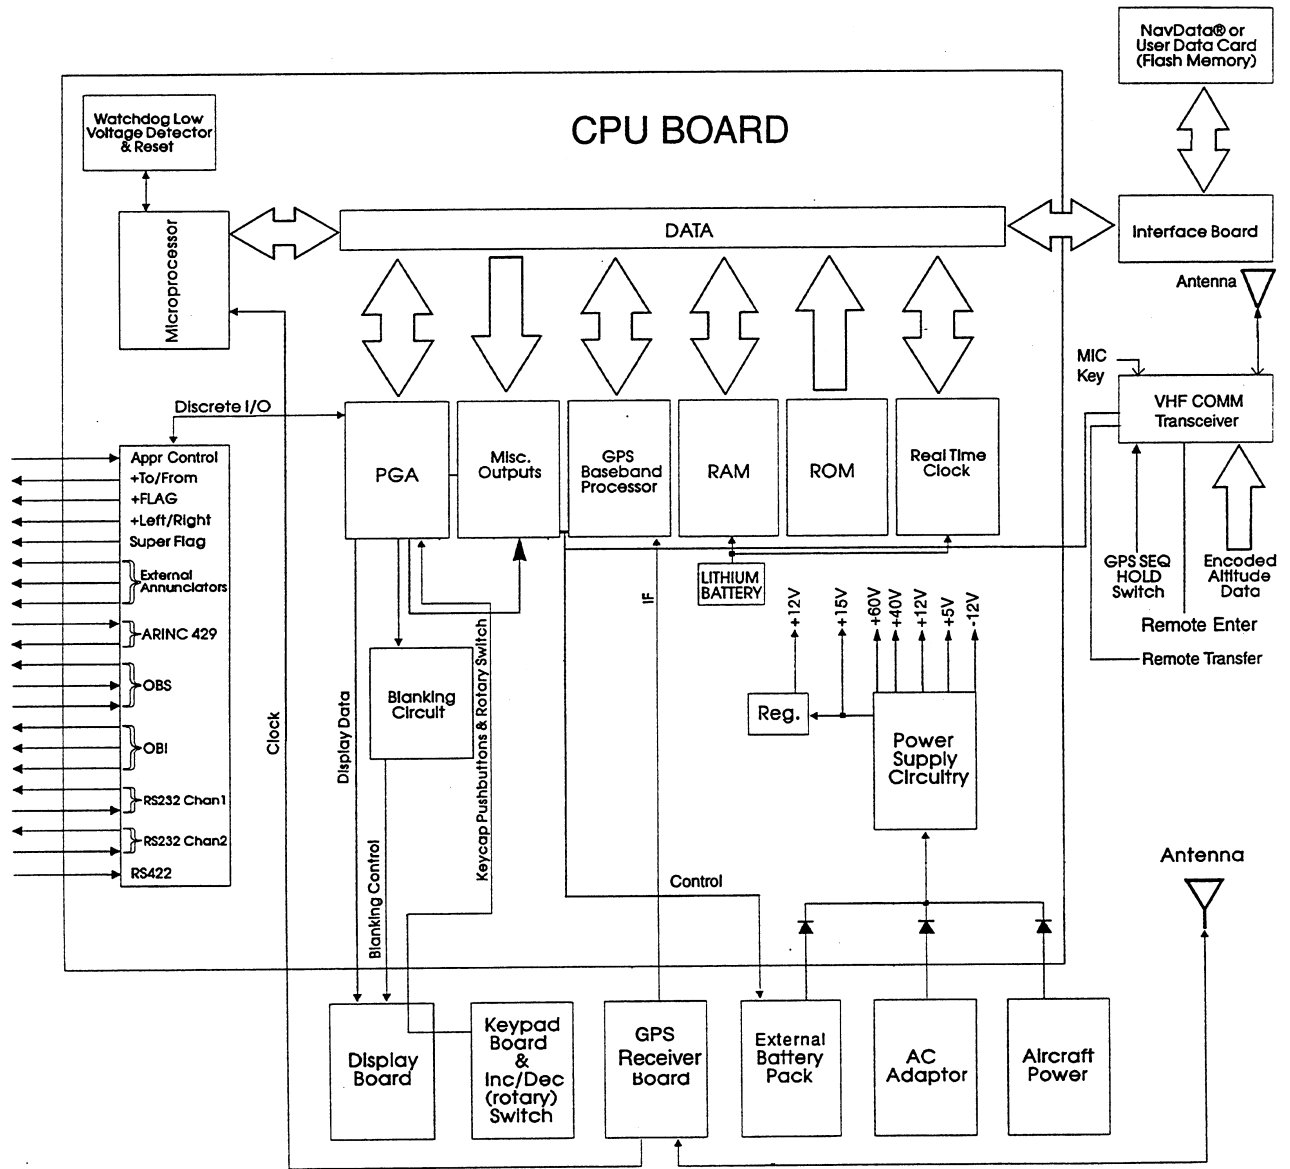 NavData® or
User Data Card
(Flash Memory)
CPU BOARD
Watchdog Low
Voltage Detector
& Reset
Microprocessor
DATA
Interface Board
Antenna
MIC
Key
VHF COMM
Transceiver
Discrete I/O
PGA
Misc.
Outputs
GPS
Baseband
Processor
RAM
ROM
Real Time
Clock
Appr Control
+To/From
+FLAG
+Left/Right
Super Flag
External
Annunciators
ARINC 429
OBS
OBI
RS232 Chan1
RS232 Chan2
RS422
LITHIUM
BATTERY
GPS SEQ
HOLD
Switch
Encoded
Altitude
Data
Remote Enter
Remote Transfer
IF
+12V
+15V
+60V
+40V
+12V
+5V
-12V
Blanking
Circuit
Reg.
Power
Supply
Circuitry
Clock
Display Data
Blanking Control
Keycap Pushbuttons & Rotary Switch
Control
Antenna
Display
Board
Keypad
Board
&
Inc/Dec
(rotary)
Switch
GPS
Receiver
Board
External
Battery
Pack
AC
Adaptor
Aircraft
Power